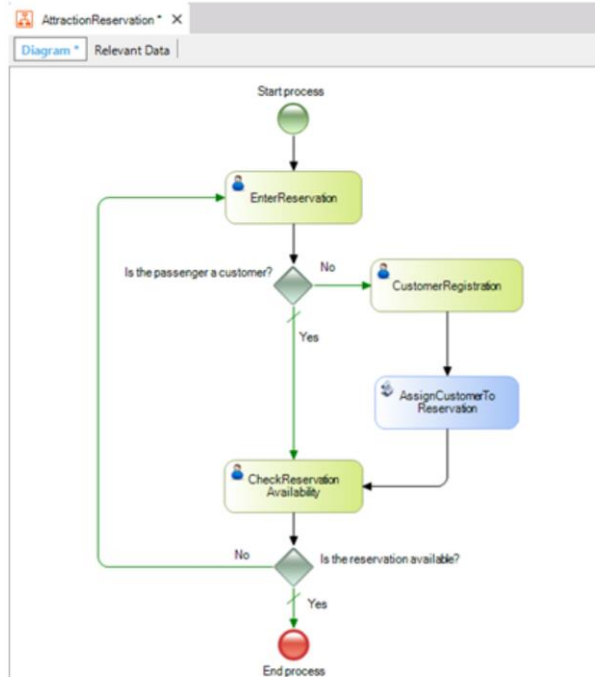 AttractionReservation * X
Diagram * Relevant Data
Start process
EnterReservation
Is the passenger a customer?
No
CustomerRegistration
Yes
AssignCustomerTo
Reservation
CheckReservation
Availability
No
Is the reservation available?
Yes
End process